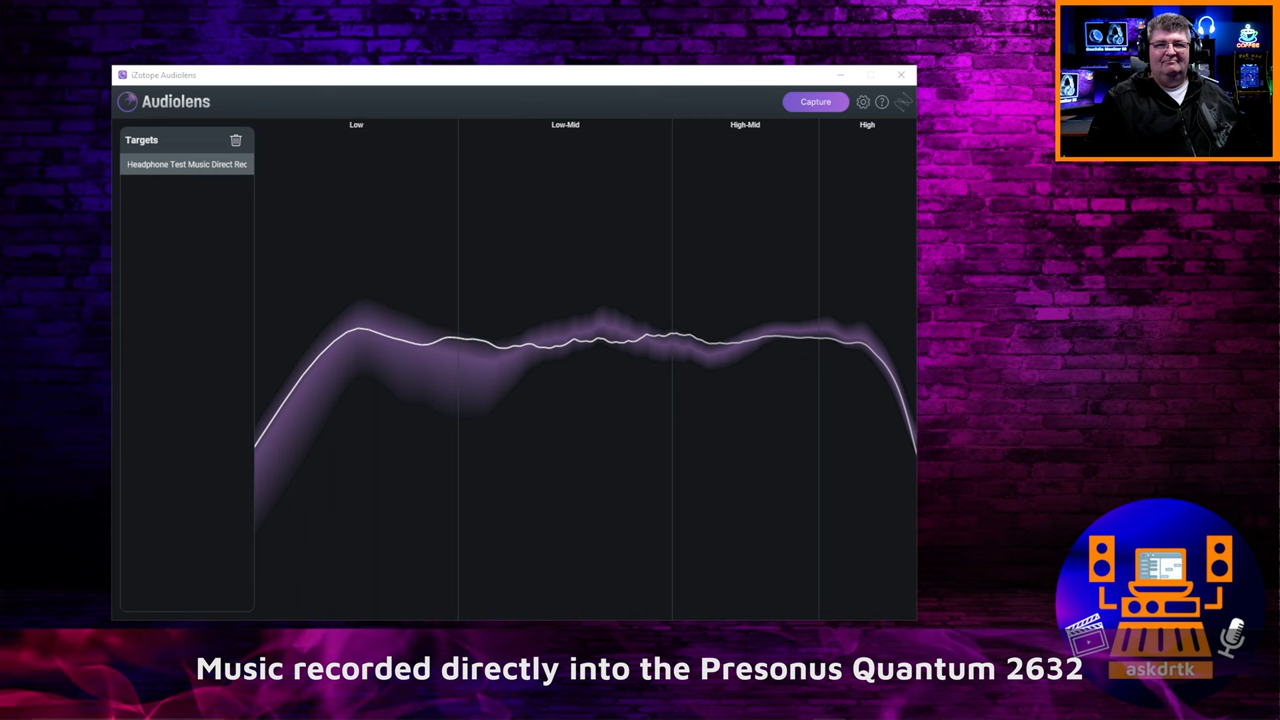 iZotope Audiolens
Audiolens
Capture
Low
Low-Mid
High-Mid
High
Targets
Headphone Test Music Direct Rec
COFFEE
Music recorded directly into the Presonus Quantum 2632
askdrtk